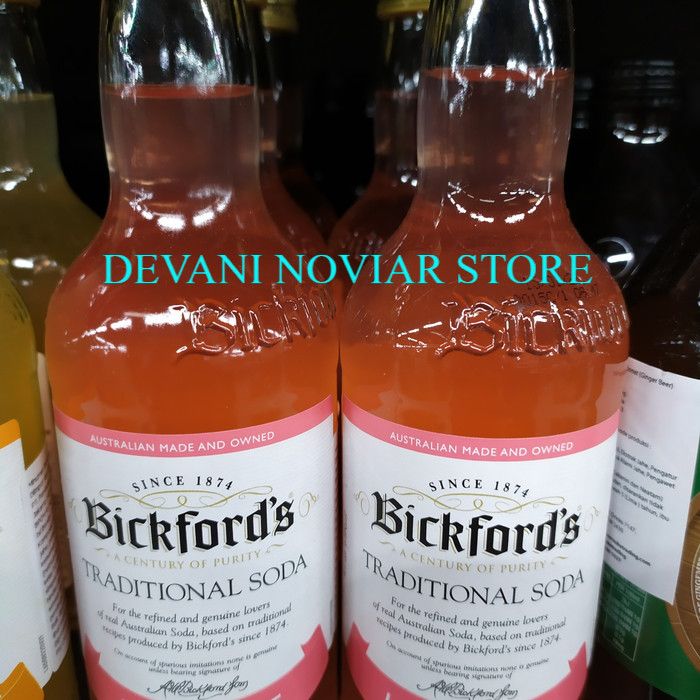 DEVANI NOVIAR STORE
Bickford's
Bickford's
AUSTRALIAN MADE AND OWNED
SINCE 1874
Bickford's
A CENTURY OF PURITY
TRADITIONAL SODA
For the refined and genuine lovers
of real Australian Soda, based on traditional
recipes produced by Bickford's since 1874.
On account of spurious imitations none is genuine
unless bearing signature of
AUSTRALIAN MADE AND OWNED
SINCE 1874
Bickford's
A CENTURY OF PURITY
TRADITIONAL SODA
For the refined and genuine lovers
of real Australian Soda, based on traditional
recipes produced by Bickford's since 1874.
On account of spurious imitations none is genuine
unless bearing signature of
(Ginger Beer)